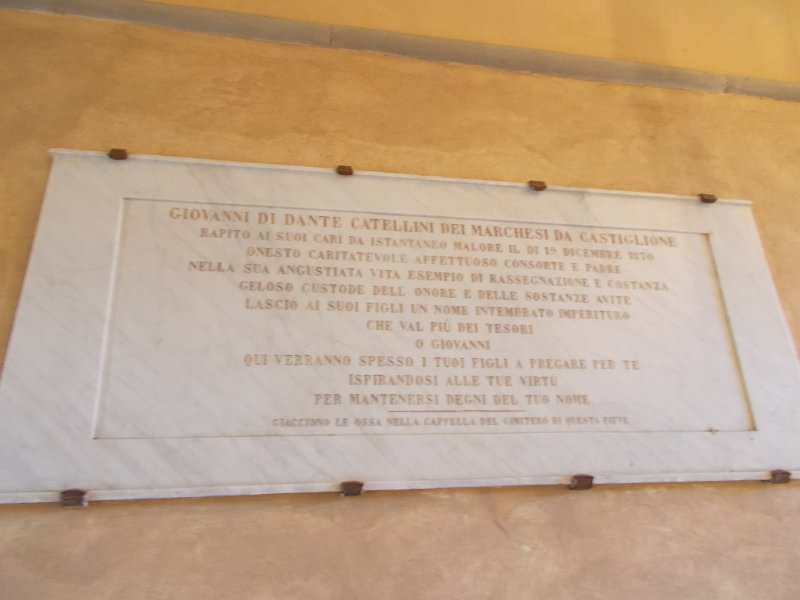 GIOVANNI DI DANTE CATELLINI DEI MARCHESI DA CASTIGLIONE
RAPITO AI SUOI CARI DA ISTANTANEO MALORE IL DI 19 DICEMBRE 1870
ONESTO CARITATEVOLE AFFETTUOSO CONSORTE E PADRE
NELLA SUA ANGUSTIATA VITA ESEMPIO DI RASSEGNAZIONE E COSTANZA
GELOSO CUSTODE DELL' ONORE E DELLE SOSTANZE AVITE
LASCIO AI SUOI FIGLI UN NOME INTEMERATO IMPERITURO
CHE VAL PIÙ DEI TESORI
O GIOVANNI
QUI VERRANNO SPESSO I TUOI FIGLI A PREGARE PER TE
ISPIRANDOSI ALLE TUE VIRTÙ
PER MANTENERSI DEGNI DEL TUO NOME
GIACCIONO LE OSSA NELLA CAPPELLA DEL CIMITERO DI QUESTA PIEVE